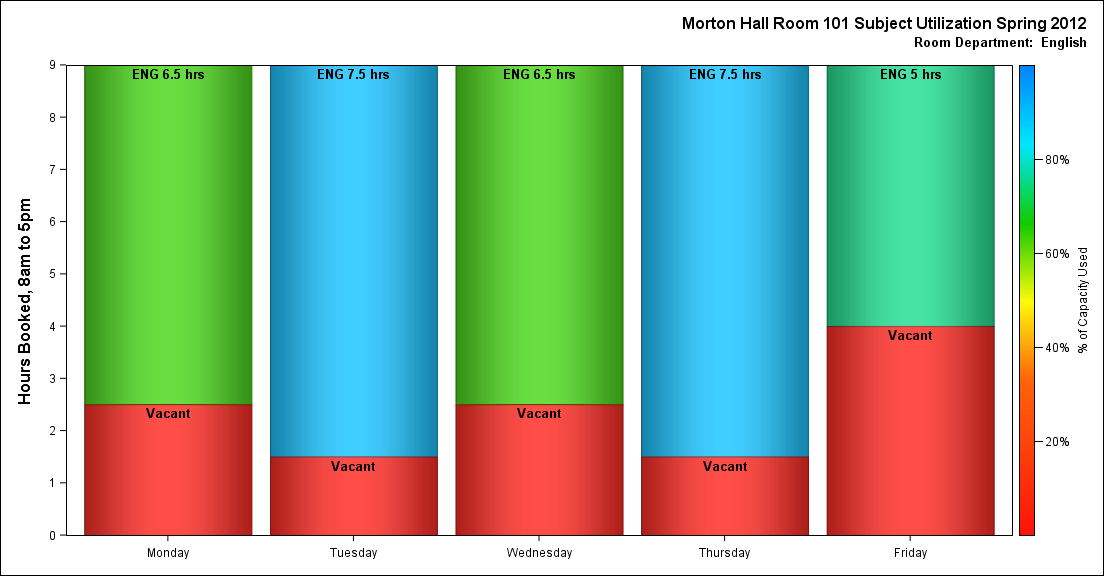 Morton Hall Room 101 Subject Utilization Spring 2012
Room Department: English
Hours Booked, 8am to 5pm
9
8
7
6
5
4
3
2
1
0
ENG 6.5 hrs
ENG 7.5 hrs
ENG 6.5 hrs
ENG 7.5 hrs
ENG 5 hrs
Vacant
Vacant
Vacant
Vacant
Vacant
Monday
Tuesday
Wednesday
Thursday
Friday
80%
60%
40%
20%
% of Capacity Used